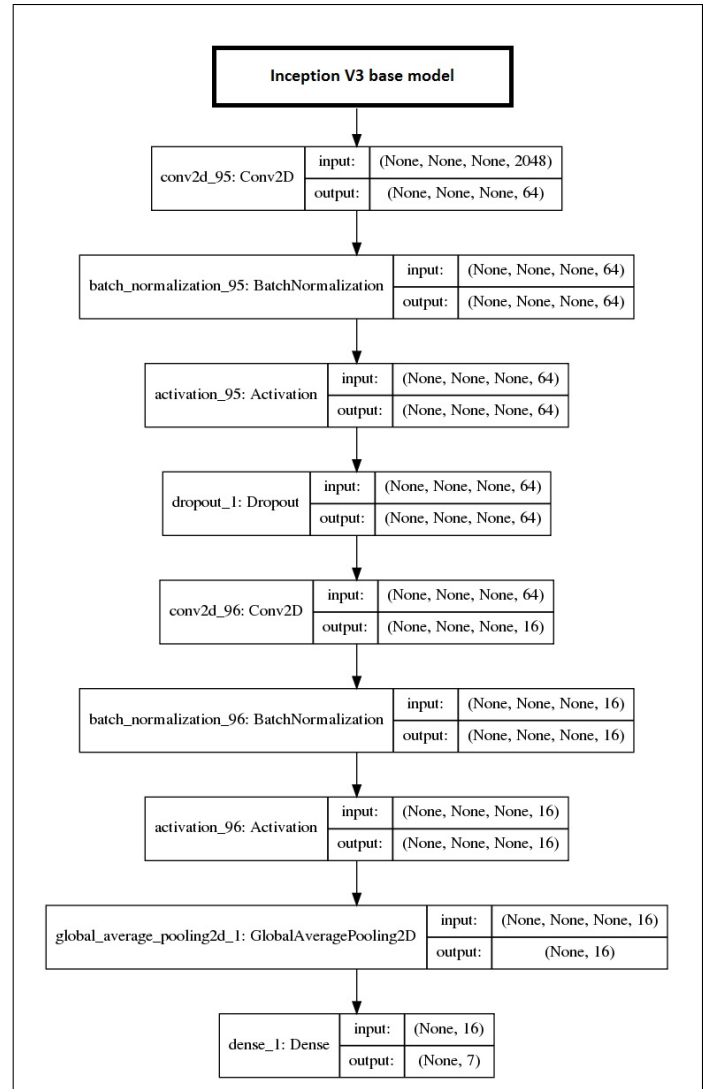 Inception V3 base model
conv2d_95: Conv2D
input: (None, None, None, 2048)
output: (None, None, None, 64)
batch_normalization_95: BatchNormalization
input: (None, None, None, 64)
output: (None, None, None, 64)
activation_95: Activation
input: (None, None, None, 64)
output: (None, None, None, 64)
dropout_1: Dropout
input: (None, None, None, 64)
output: (None, None, None, 64)
conv2d_96: Conv2D
input: (None, None, None, 64)
output: (None, None, None, 16)
batch_normalization_96: BatchNormalization
input: (None, None, None, 16)
output: (None, None, None, 16)
activation_96: Activation
input: (None, None, None, 16)
output: (None, None, None, 16)
global_average_pooling2d_1: GlobalAveragePooling2D
input: (None, None, None, 16)
output: (None, 16)
dense_1: Dense
input: (None, 16)
output: (None, 7)